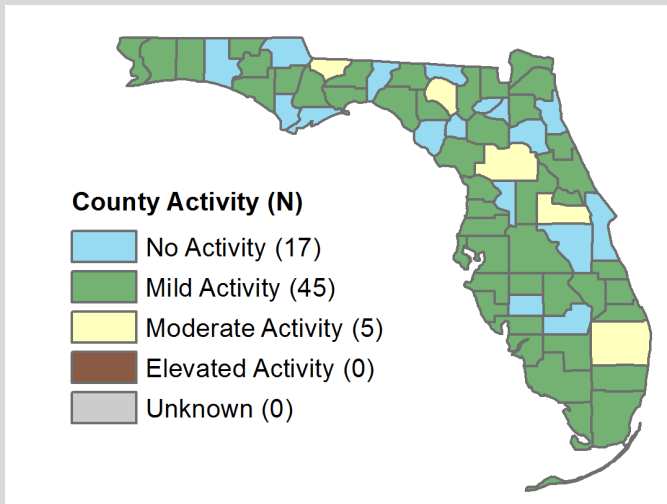 County Activity (N)
No Activity (17)
Mild Activity (45)
Moderate Activity (5)
Elevated Activity (0)
Unknown (0)